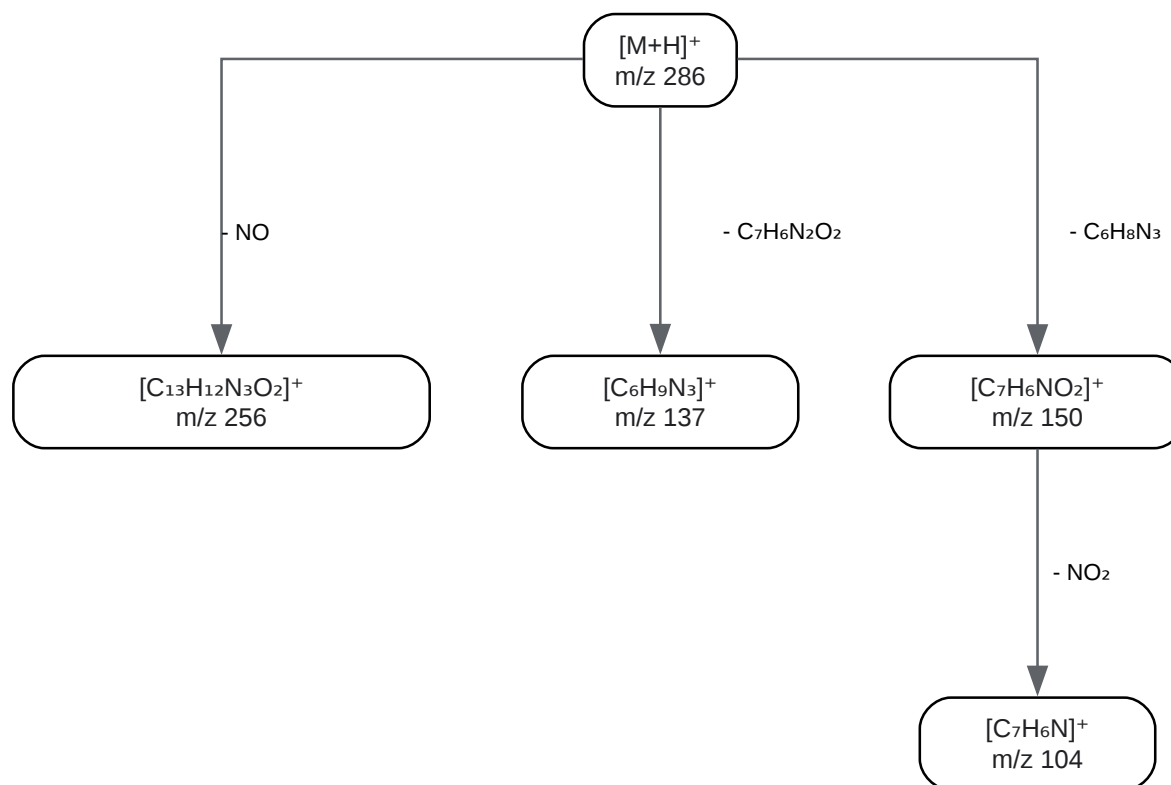 [M+H]⁺
m/z 286
- NO
- C₇H₆N₂O₂
- C₆H₈N₃
[C₁₃H₁₂N₃O₂]⁺
m/z 256
[C₆H₉N₃]⁺
m/z 137
[C₇H₆NO₂]⁺
m/z 150
- NO₂
[C₇H₆N]⁺
m/z 104